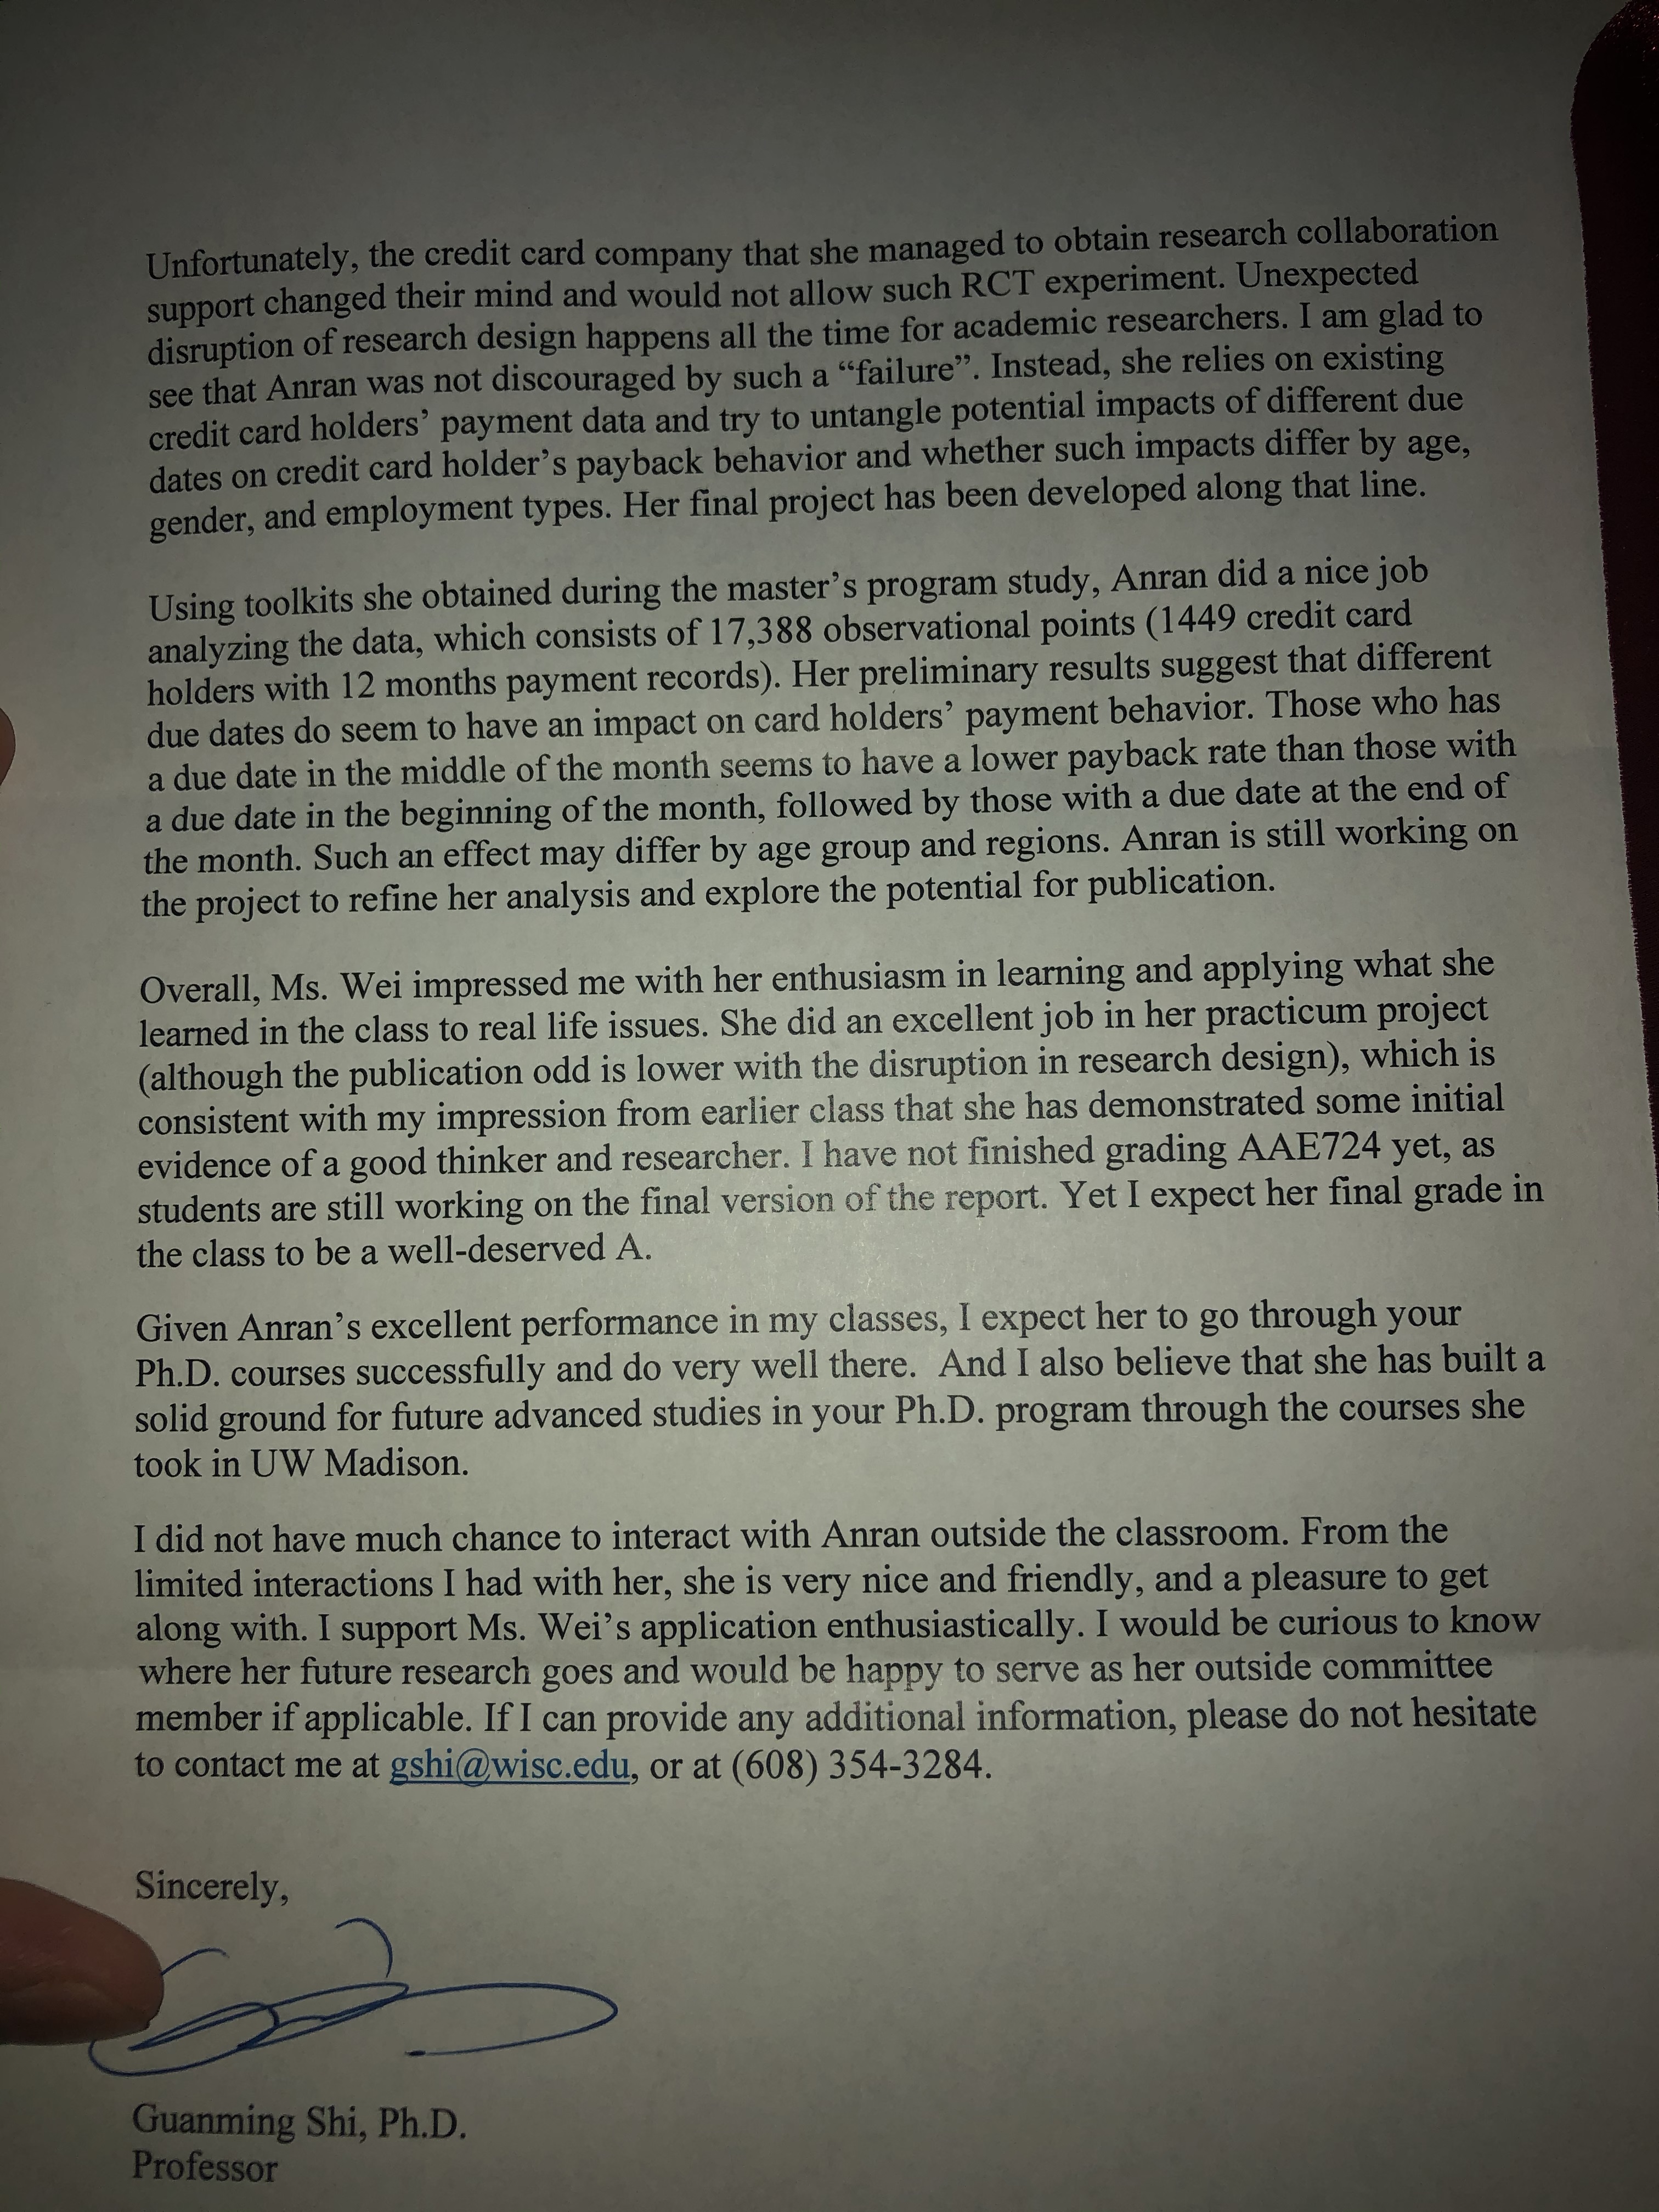 Unfortunately, the credit card company that she managed to obtain research collaboration
support changed their mind and would not allow such RCT experiment. Unexpected
disruption of research design happens all the time for academic researchers. I am glad to
see that Anran was not discouraged by such a “failure”. Instead, she relies on existing
credit card holders’ payment data and try to untangle potential impacts of different due
dates on credit card holder’s payback behavior and whether such impacts differ by age,
gender, and employment types. Her final project has been developed along that line.
Using toolkits she obtained during the master’s program study, Anran did a nice job
analyzing the data, which consists of 17,388 observational points (1449 credit card
holders with 12 months payment records). Her preliminary results suggest that different
due dates do seem to have an impact on card holders’ payment behavior. Those who has
a due date in the middle of the month seems to have a lower payback rate than those with
a due date in the beginning of the month, followed by those with a due date at the end of
the month. Such an effect may differ by age group and regions. Anran is still working on
the project to refine her analysis and explore the potential for publication.
Overall, Ms. Wei impressed me with her enthusiasm in learning and applying what she
learned in the class to real life issues. She did an excellent job in her practicum project
(although the publication odd is lower with the disruption in research design), which is
consistent with my impression from earlier class that she has demonstrated some initial
evidence of a good thinker and researcher. I have not finished grading AAE724 yet, as
students are still working on the final version of the report. Yet I expect her final grade in
the class to be a well-deserved A.
Given Anran’s excellent performance in my classes, I expect her to go through your
Ph.D. courses successfully and do very well there. And I also believe that she has built a
solid ground for future advanced studies in your Ph.D. program through the courses she
took in UW Madison.
I did not have much chance to interact with Anran outside the classroom. From the
limited interactions I had with her, she is very nice and friendly, and a pleasure to get
along with. I support Ms. Wei’s application enthusiastically. I would be curious to know
where her future research goes and would be happy to serve as her outside committee
member if applicable. If I can provide any additional information, please do not hesitate
to contact me at gshi@wisc.edu, or at (608) 354-3284.
Sincerely,
Guanming Shi, Ph.D.
Professor